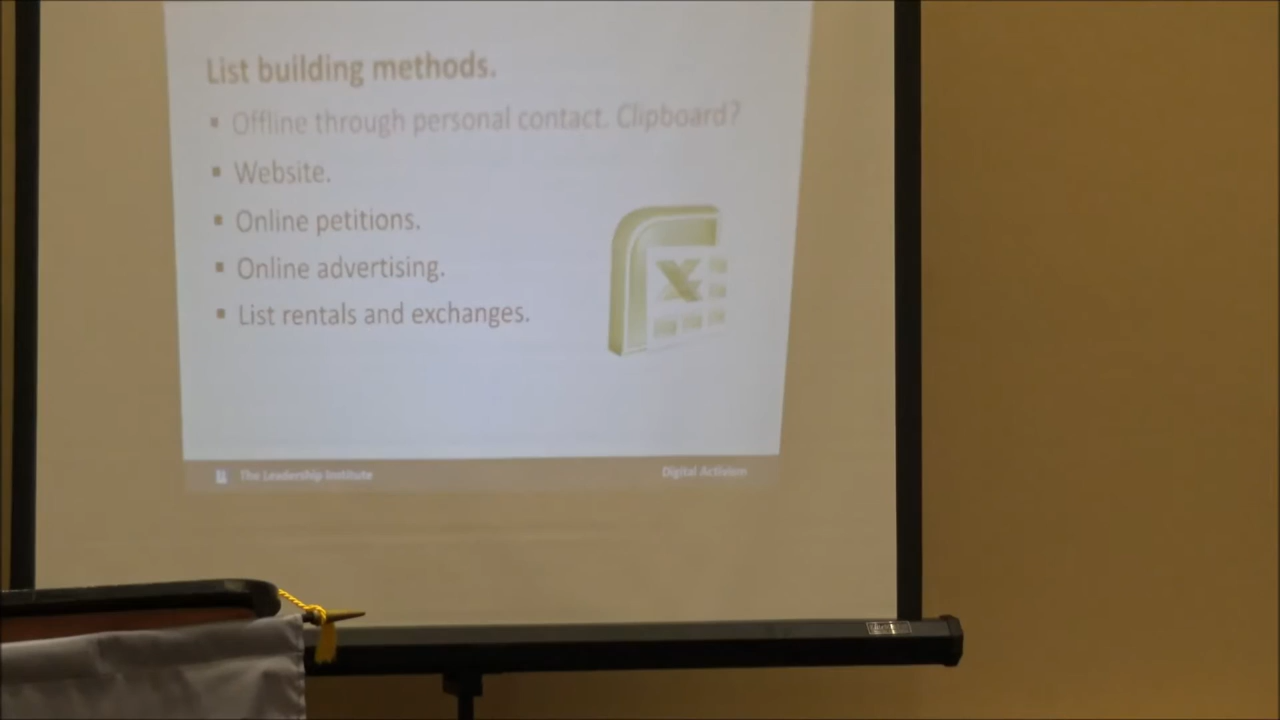 List building methods.
▪ Offline through personal contact. Clipboard?
▪ Website.
▪ Online petitions.
▪ Online advertising.
▪ List rentals and exchanges.
X
The Leadership Institute
Digital Activism